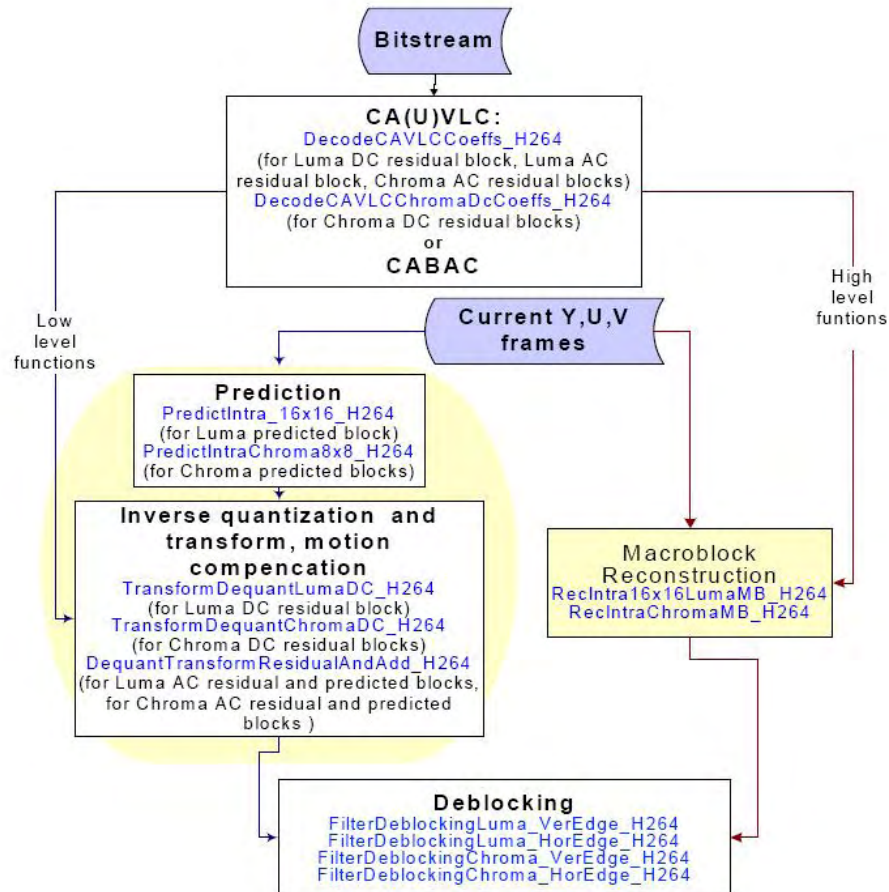 Bitstream
CA(U)VLC:
DecodeCAVLCCoeffs_H264
(for Luma DC residual block, Luma AC
residual block, Chroma AC residual blocks)
DecodeCAVLCChromaDcCoeffs_H264
(for Chroma DC residual blocks)
or
CABAC
Low
level
functions
High
level
funtions
Current Y,U,V
frames
Prediction
PredictIntra_16x16_H264
(for Luma predicted block)
PredictIntraChroma8x8_H264
(for Chroma predicted blocks)
Inverse quantization and
transform, motion
compencation
TransformDequantLumaDC_H264
(for Luma DC residual block)
TransformDequantChromaDC_H264
(for Chroma DC residual blocks)
DequantTransformResidualAndAdd_H264
(for Luma AC residual and predicted blocks,
for Chroma AC residual and predicted
blocks )
Macroblock
Reconstruction
RecIntra16x16LumaMB_H264
RecIntraChromaMB_H264
Deblocking
FilterDeblockingLuma_VerEdge_H264
FilterDeblockingLuma_HorEdge_H264
FilterDeblockingChroma_VerEdge_H264
FilterDeblockingChroma_HorEdge_H264